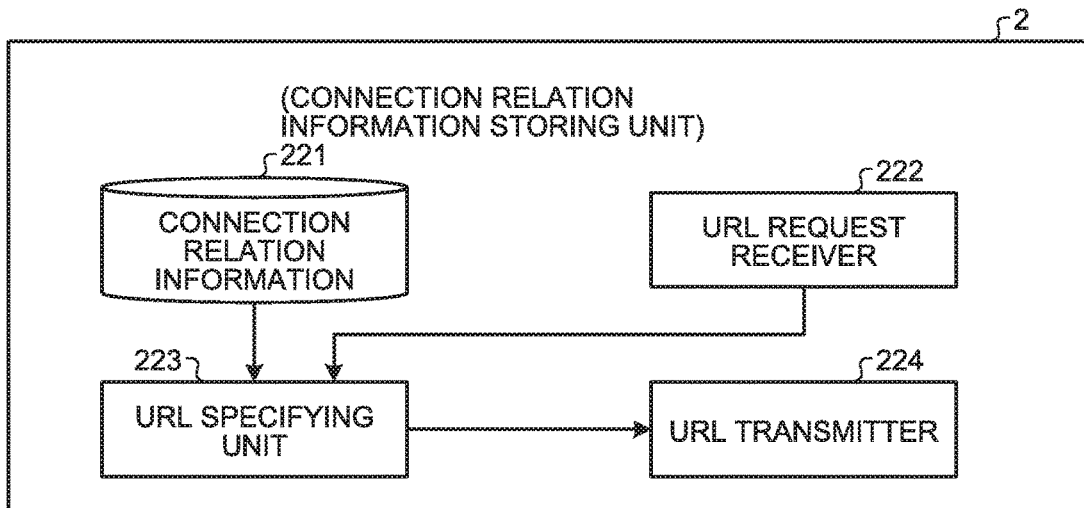 2
(CONNECTION RELATION
INFORMATION STORING UNIT)
221
CONNECTION
RELATION
INFORMATION
222
URL REQUEST
RECEIVER
223
URL SPECIFYING
UNIT
224
URL TRANSMITTER